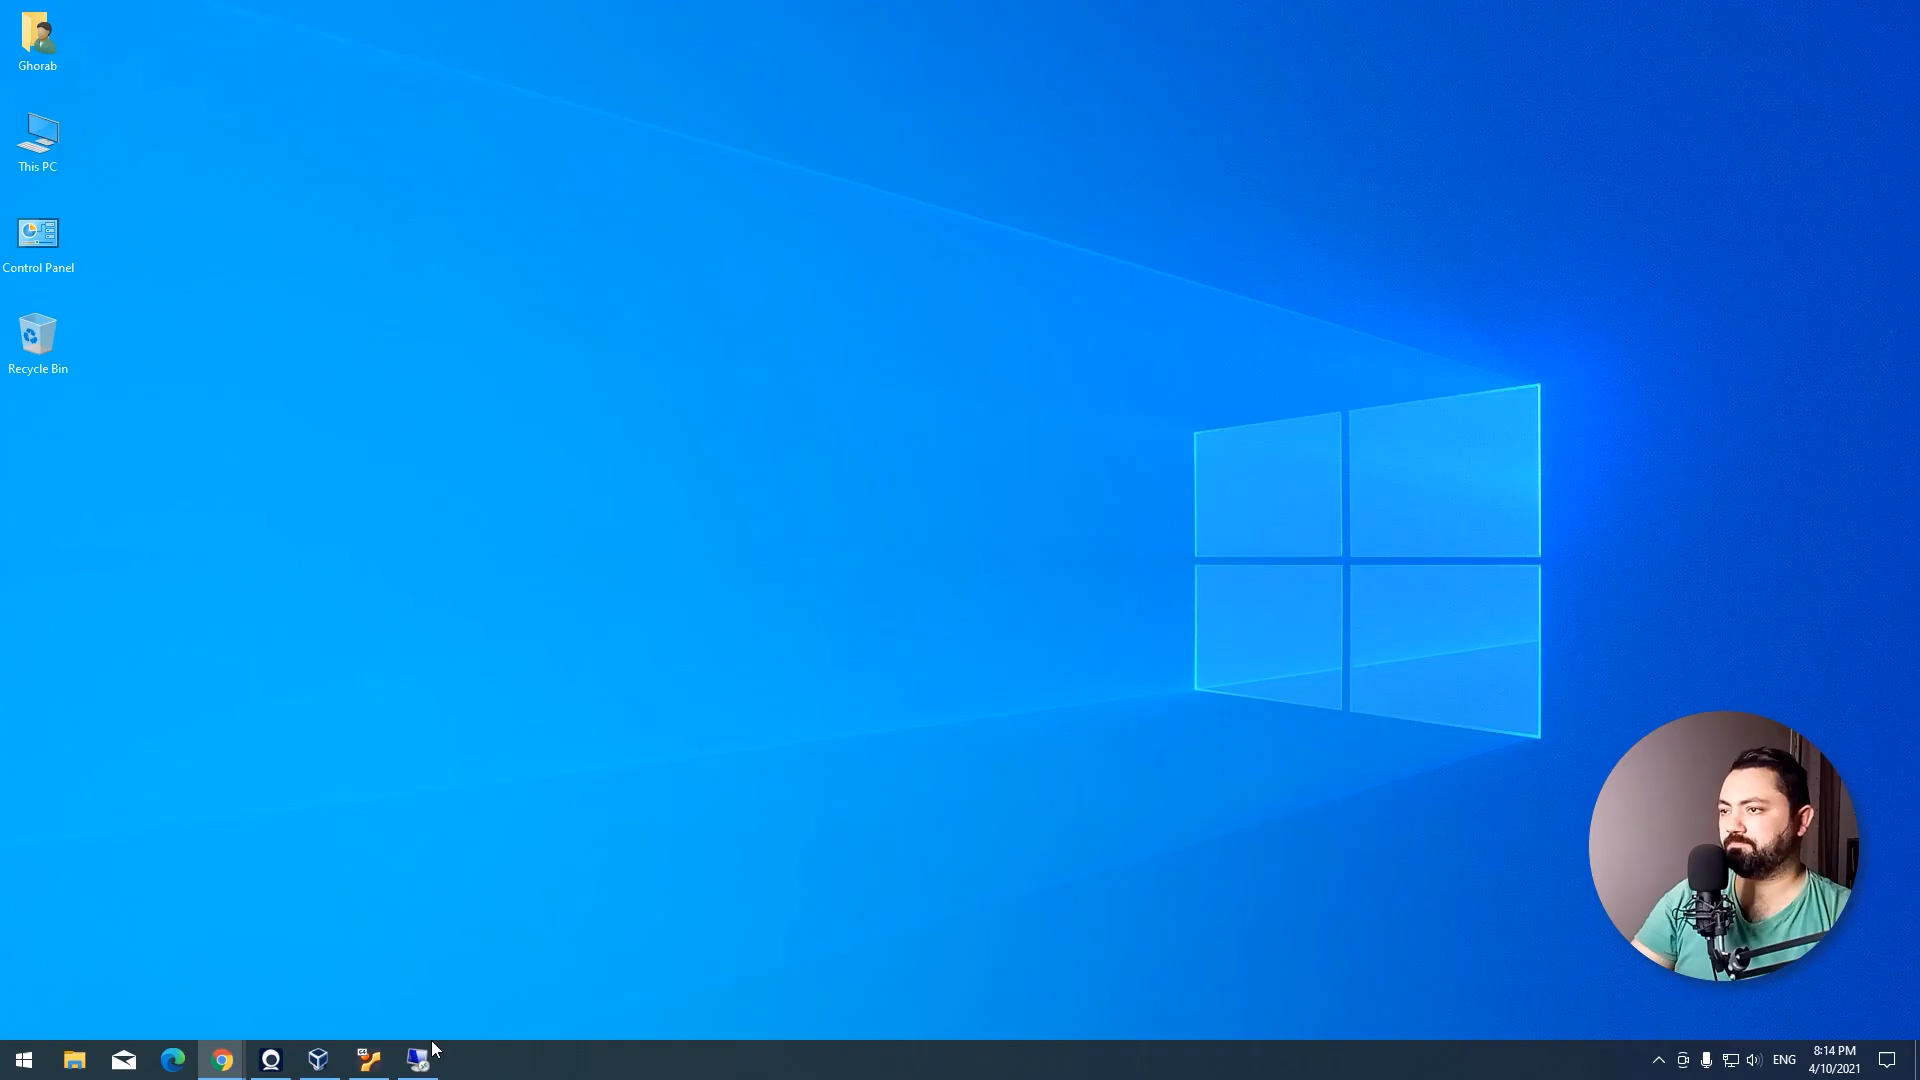 Ghorab
This PC
Control Panel
Recycle Bin
ENG
8:14 PM
4/10/2021